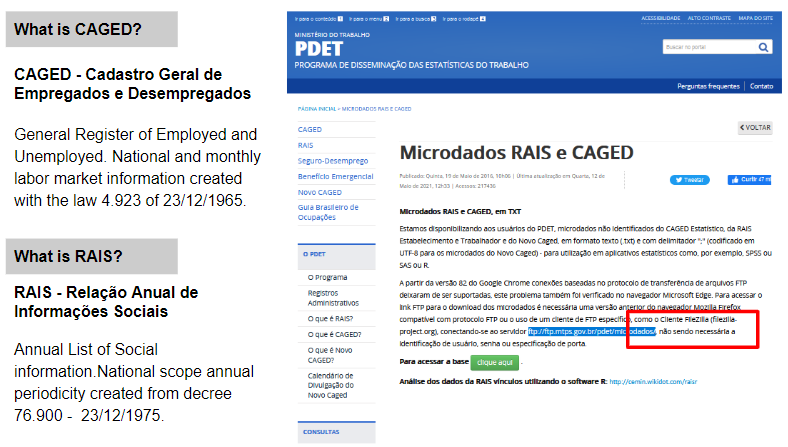 What is CAGED?
CAGED - Cadastro Geral de
Empregados e Desempregados
General Register of Employed and
Unemployed. National and monthly
labor market information created
with the law 4.923 of 23/12/1965.
What is RAIS?
RAIS - Relação Anual de
Informações Sociais
Annual List of Social
information.National scope annual
periodicity created from decree
76.900 -  23/12/1975.
Ir para o conteúdo 1 Ir para o menu 2 Ir para a busca 3 Ir para o rodapé 4
ACESSIBILIDADE ALTO CONTRASTE MAPA DO SITE
MINISTÉRIO DO TRABALHO
PDET
PROGRAMA DE DISSEMINAÇÃO DAS ESTATÍSTICAS DO TRABALHO
Buscar no portal
Perguntas frequentes Contato
PÁGINA INICIAL > MICRODADOS RAIS E CAGED
CAGED
RAIS
Seguro-Desemprego
Benefício Emergencial
Novo CAGED
Guia Brasileiro de
Ocupações
O PDET
O Programa
Registros
Administrativos
O que é RAIS?
O que é CAGED?
O que é Novo
CAGED?
Calendário de
Divulgação do
Novo Caged
CONSULTAS
VOLTAR
Microdados RAIS e CAGED
Publicado: Quinta, 19 de Maio de 2016, 10h06 | Última atualização em Quarta, 12 de
Maio de 2021, 12h33 | Acessos: 217436
Tweetar
Curtir 47 mi
Microdados RAIS e CAGED, em TXT
Estamos disponibilizando aos usuários do PDET, microdados não identificados do CAGED Estatístico, da RAIS
Estabelecimento e Trabalhador e do Novo Caged, em formato texto (.txt) e com delimitador ";" (codificado em
UTF-8 para os microdados do Novo Caged) - para utilização em aplicativos estatísticos como, por exemplo, SPSS ou
SAS ou R.
A partir da versão 82 do Google Chrome conexões baseadas no protocolo de transferência de arquivos FTP
deixaram de ser suportadas, este problema também foi verificado no navegador Microsoft Edge. Para acessar o
link FTP para o download dos microdados é necessária uma versão anterior do navegador Mozilla Firefox
compatível com protocolo FTP ou o uso de um cliente de FTP específico, como o Cliente FileZilla (filezilla-
project.org), conectando-se ao servidor ftp://ftp.mtps.gov.br/pdet/microdados/, não sendo necessária a
identificação de usuário, senha ou especificação de porta.
Para acessar a base clique aqui
Análise dos dados da RAIS vínculos utilizando o software R: http://cemin.wikidot.com/raisr